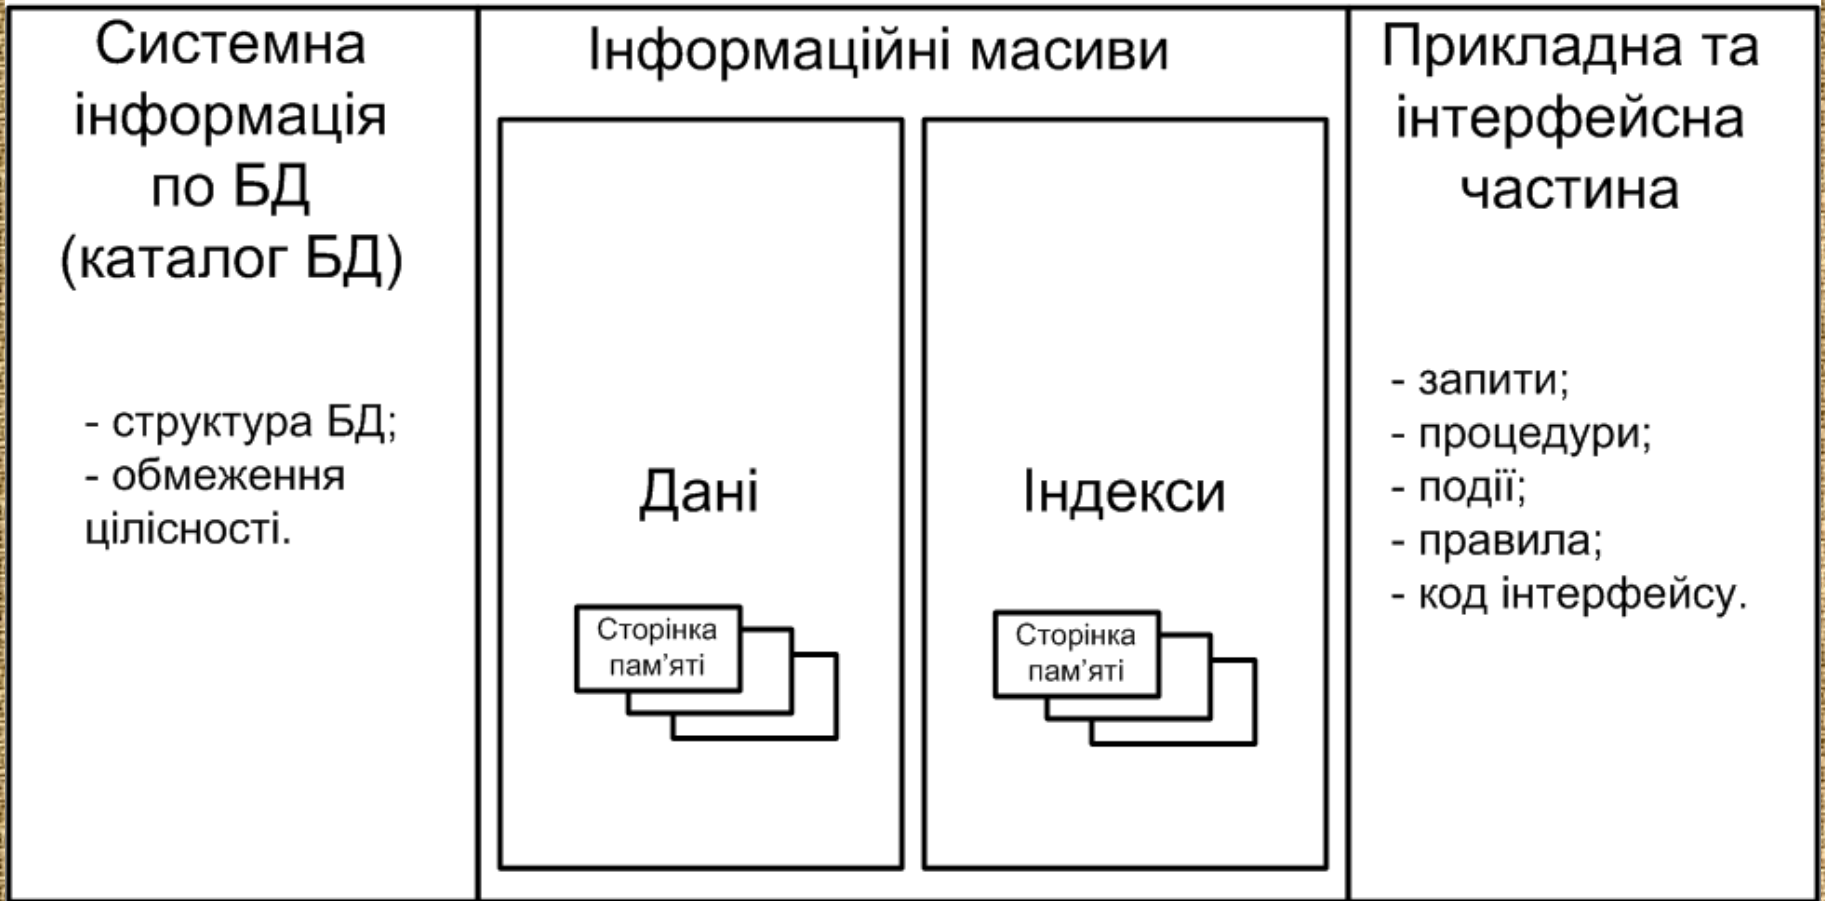 Системна
інформація
по БД
(каталог БД)
- структура БД;
- обмеження
цілісності.
Інформаційні масиви
Дані
Сторінка
пам’яті
Індекси
Сторінка
пам’яті
Прикладна та
інтерфейсна
частина
- запити;
- процедури;
- події;
- правила;
- код інтерфейсу.